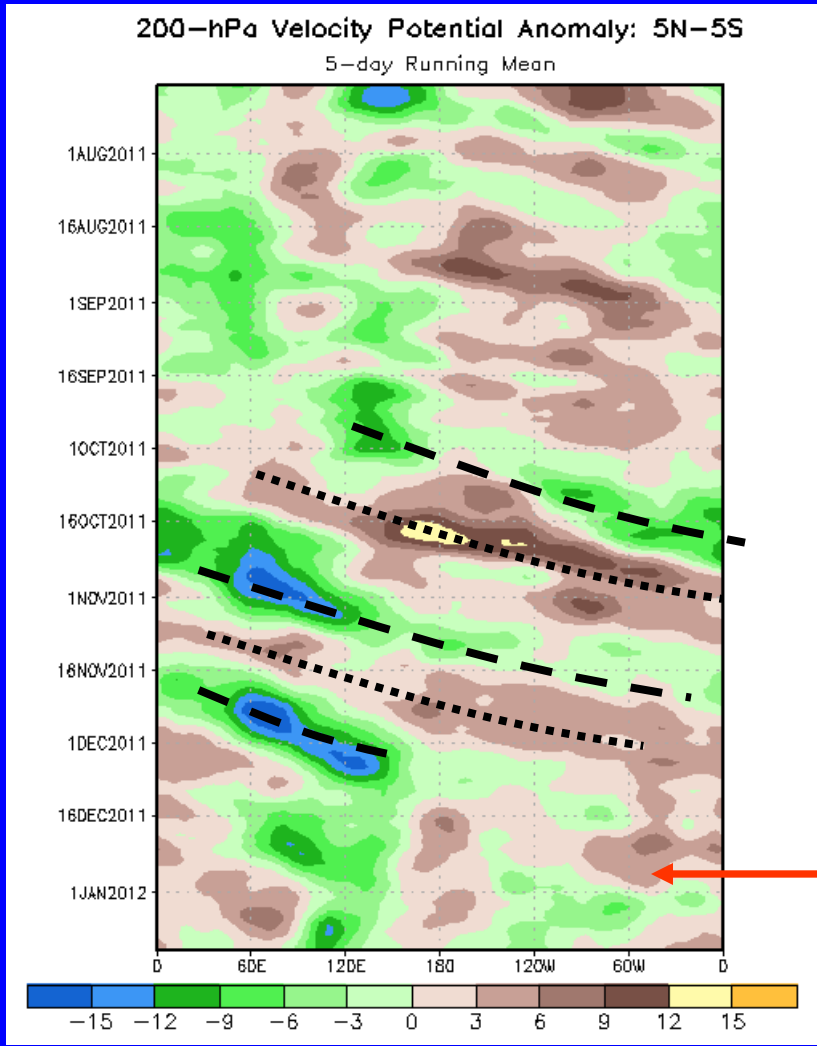 200-hPa Velocity Potential Anomaly: 5N-5S
5-day Running Mean
1AUG2011
16AUG2011
1SEP2011
16SEP2011
1OCT2011
16OCT2011
1NOV2011
16NOV2011
1DEC2011
16DEC2011
1JAN2012
0 60E 120E 180 120W 60W 0
-15 -12 -9 -6 -3 0 3 6 9 12 15